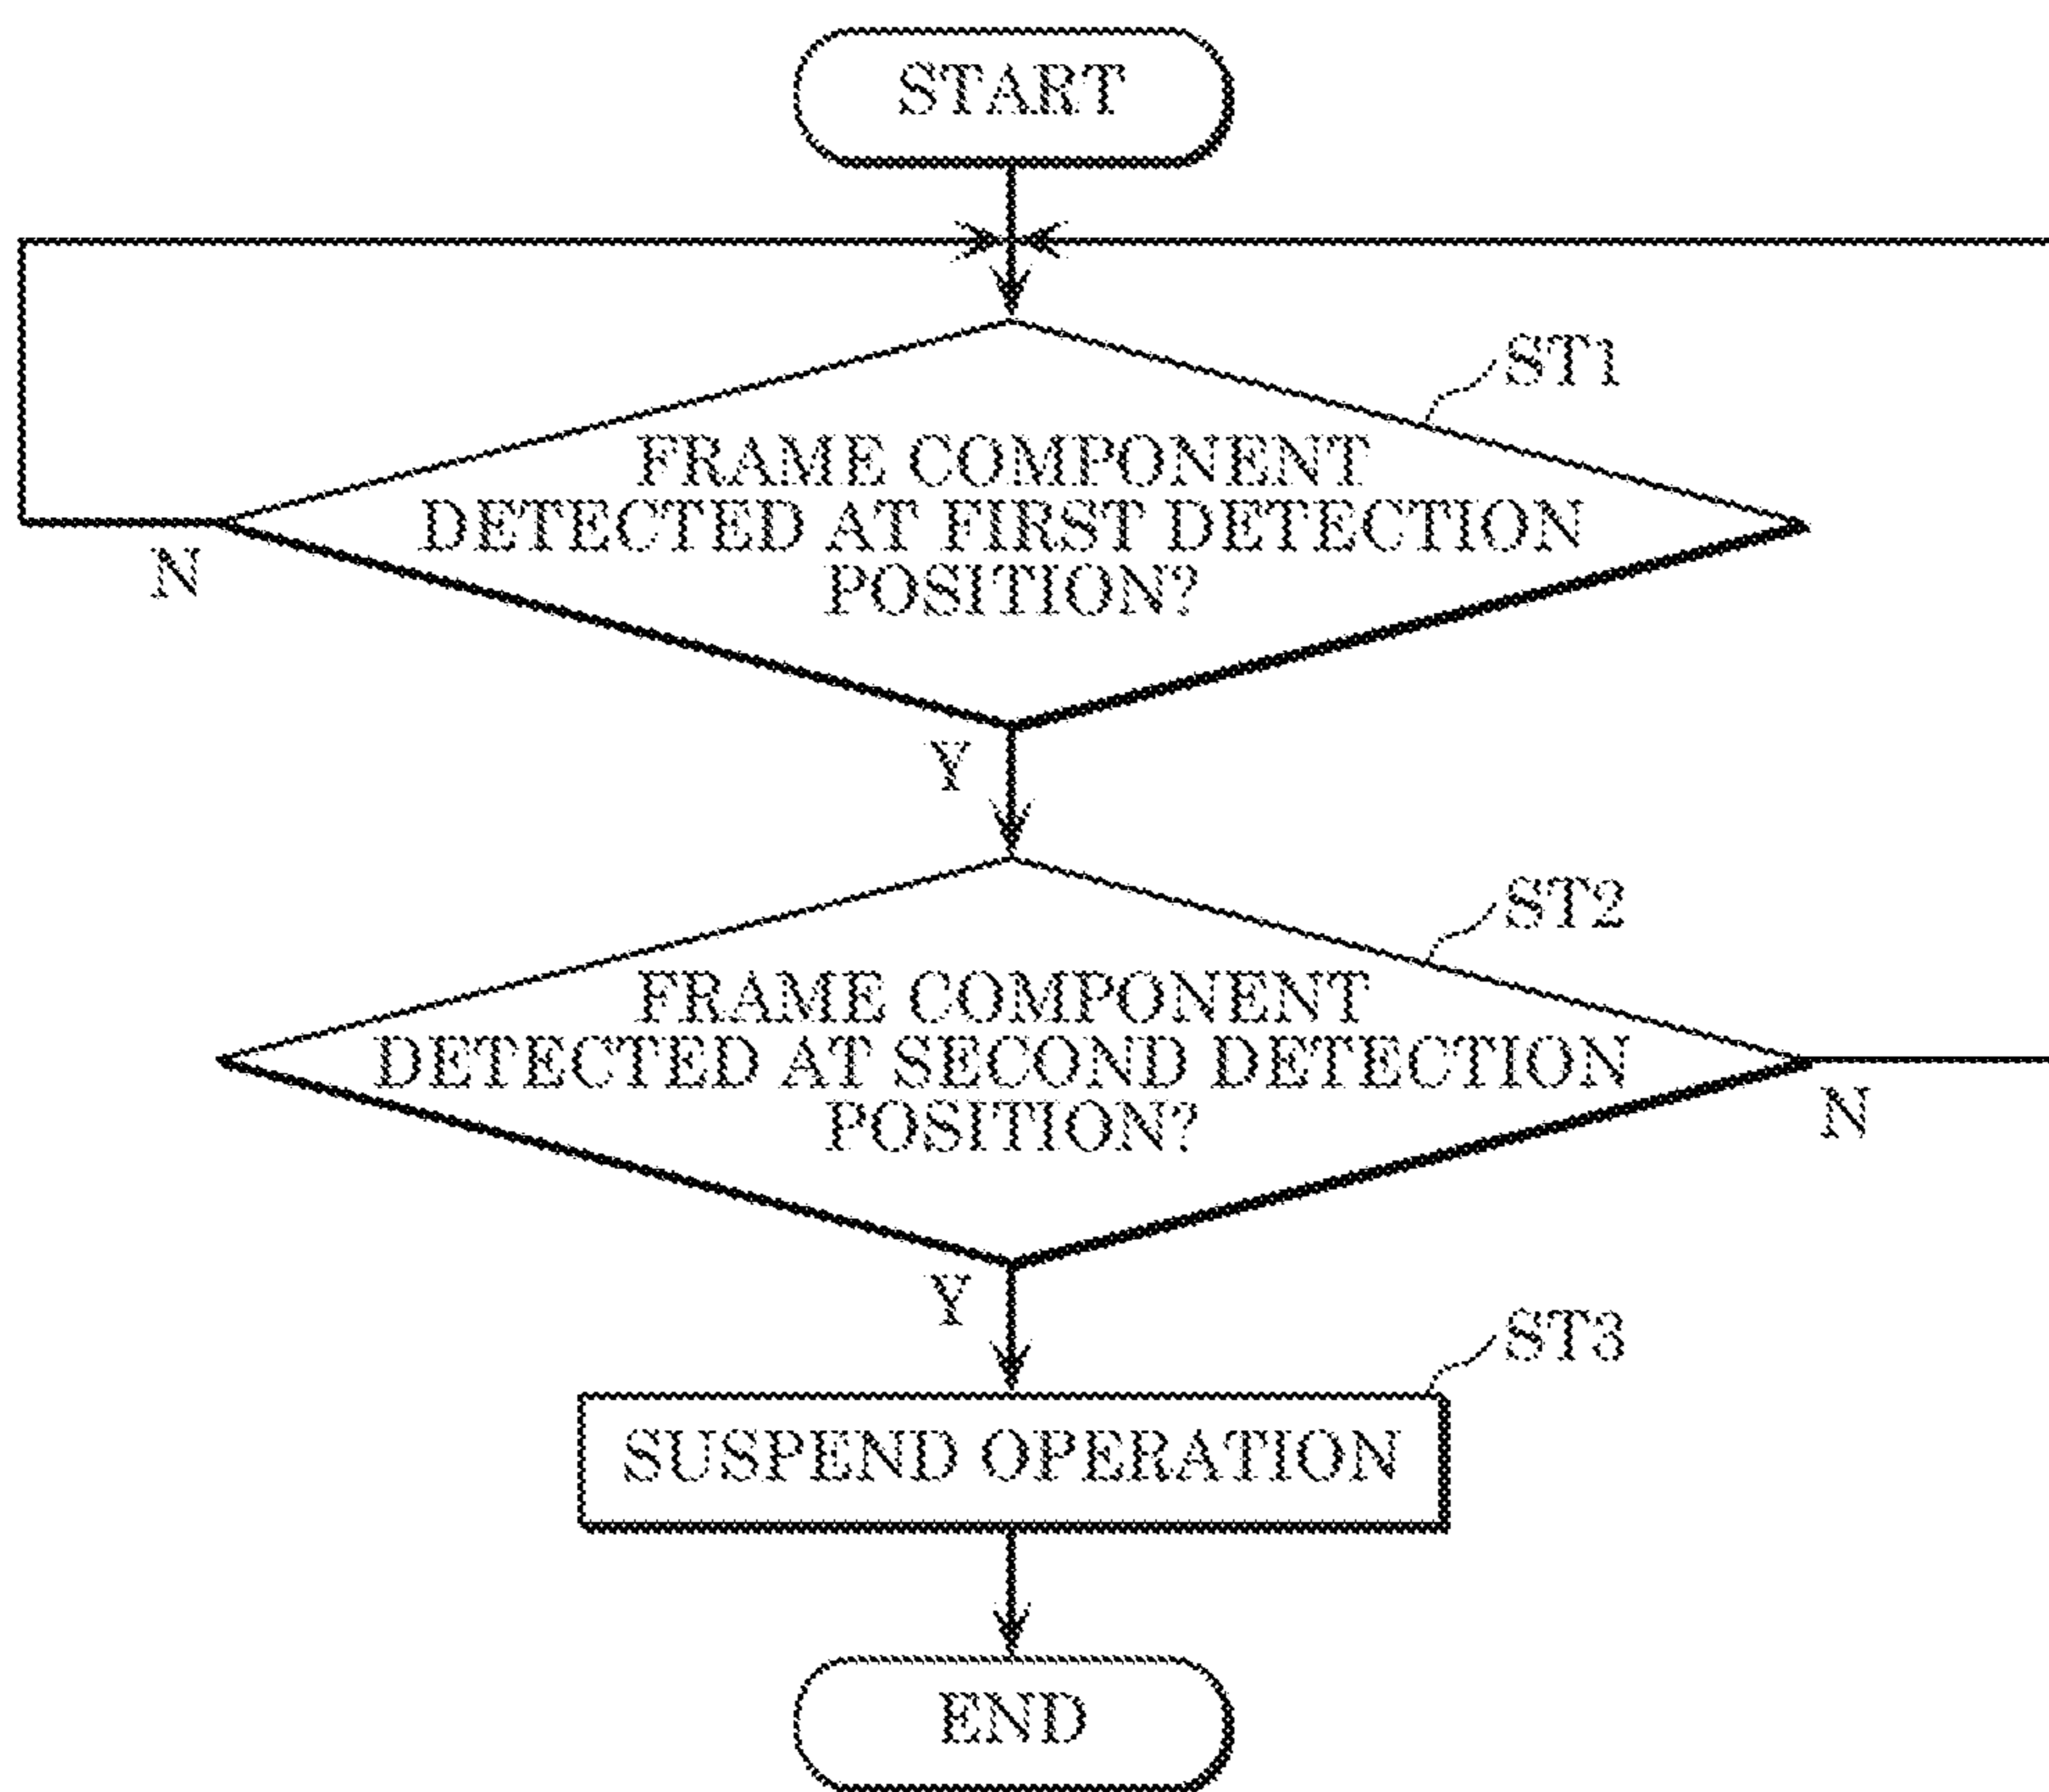 START
ST1
FRAME COMPONENT
DETECTED AT FIRST DETECTION
POSITION?
N
Y
ST2
FRAME COMPONENT
DETECTED AT SECOND DETECTION
POSITION?
N
Y
ST3
SUSPEND OPERATION
END